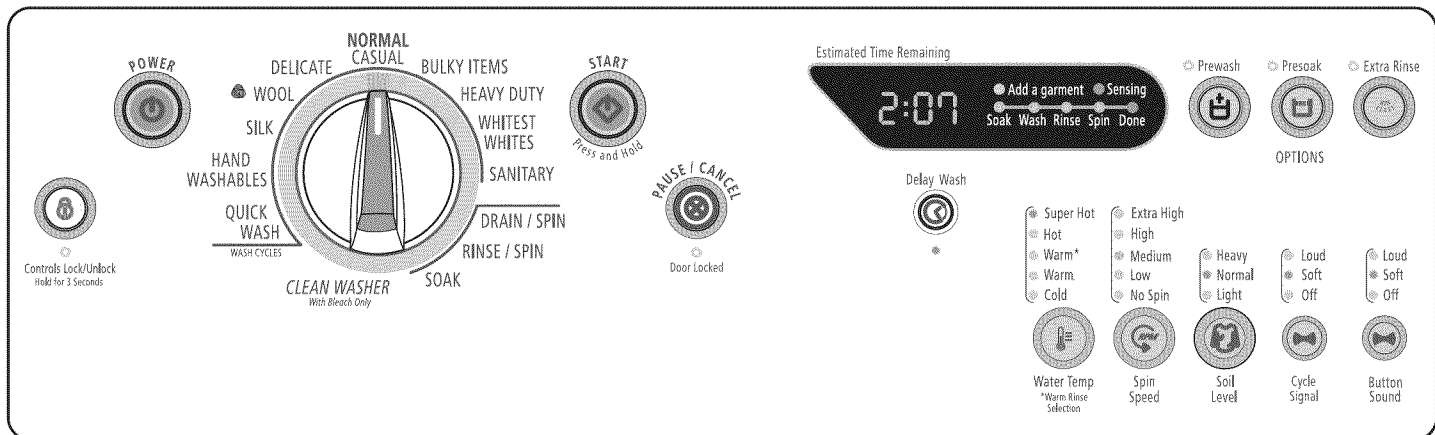 POWER
Controls Lock/Unlock
Hold for 3 Seconds
NORMAL
CASUAL
DELICATE
WOOL
SILK
HAND
WASHABLES
QUICK
WASH
WASH CYCLES
BULKY ITEMS
HEAVY DUTY
WHITEST
WHITES
SANITARY
DRAIN / SPIN
RINSE / SPIN
SOAK
CLEAN WASHER
With Bleach Only
START
Press and Hold
PAUSE / CANCEL
Door Locked
Estimated Time Remaining
2:07
Add a garment Sensing
Soak Wash Rinse Spin Done
Delay Wash
Prewash Presoak Extra Rinse
OPTIONS
Super Hot
Hot
Warm*
Warm
Cold
Water Temp
*Warm Rinse
Selection
Extra High
High
Medium
Low
No Spin
RPM
Spin
Speed
Heavy
Normal
Light
Soil
Level
Loud
Soft
Off
Cycle
Signal
Loud
Soft
Off
Button
Sound